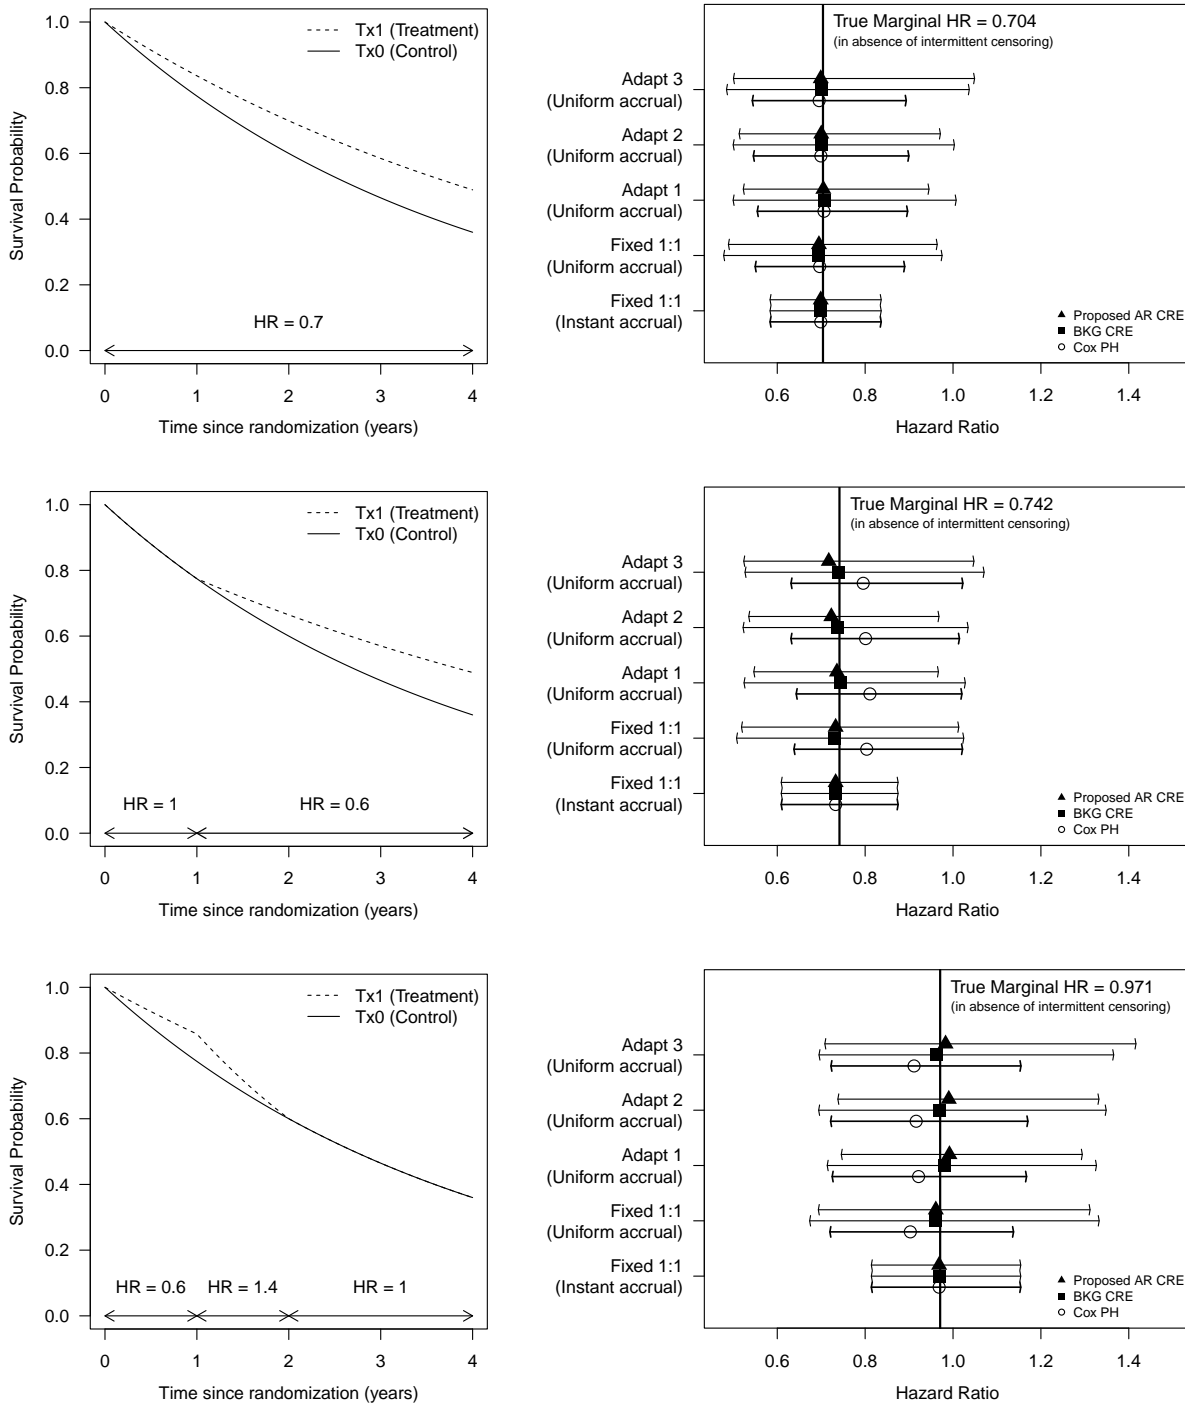 Survival Probability
1.0
0.8
0.6
0.4
0.2
0.0
Tx1 (Treatment)
Tx0 (Control)
HR = 0.7
0 1 2 3 4
Time since randomization (years)
True Marginal HR = 0.704
(in absence of intermittent censoring)
Adapt 3
(Uniform accrual)
Adapt 2
(Uniform accrual)
Adapt 1
(Uniform accrual)
Fixed 1:1
(Uniform accrual)
Fixed 1:1
(Instant accrual)
Proposed AR CRE
BKG CRE
Cox PH
0.6 0.8 1.0 1.2 1.4
Hazard Ratio
Survival Probability
1.0
0.8
0.6
0.4
0.2
0.0
Tx1 (Treatment)
Tx0 (Control)
HR = 1 HR = 0.6
0 1 2 3 4
Time since randomization (years)
True Marginal HR = 0.742
(in absence of intermittent censoring)
Adapt 3
(Uniform accrual)
Adapt 2
(Uniform accrual)
Adapt 1
(Uniform accrual)
Fixed 1:1
(Uniform accrual)
Fixed 1:1
(Instant accrual)
Proposed AR CRE
BKG CRE
Cox PH
0.6 0.8 1.0 1.2 1.4
Hazard Ratio
Survival Probability
1.0
0.8
0.6
0.4
0.2
0.0
Tx1 (Treatment)
Tx0 (Control)
HR = 0.6 HR = 1.4 HR = 1
0 1 2 3 4
Time since randomization (years)
True Marginal HR = 0.971
(in absence of intermittent censoring)
Adapt 3
(Uniform accrual)
Adapt 2
(Uniform accrual)
Adapt 1
(Uniform accrual)
Fixed 1:1
(Uniform accrual)
Fixed 1:1
(Instant accrual)
Proposed AR CRE
BKG CRE
Cox PH
0.6 0.8 1.0 1.2 1.4
Hazard Ratio